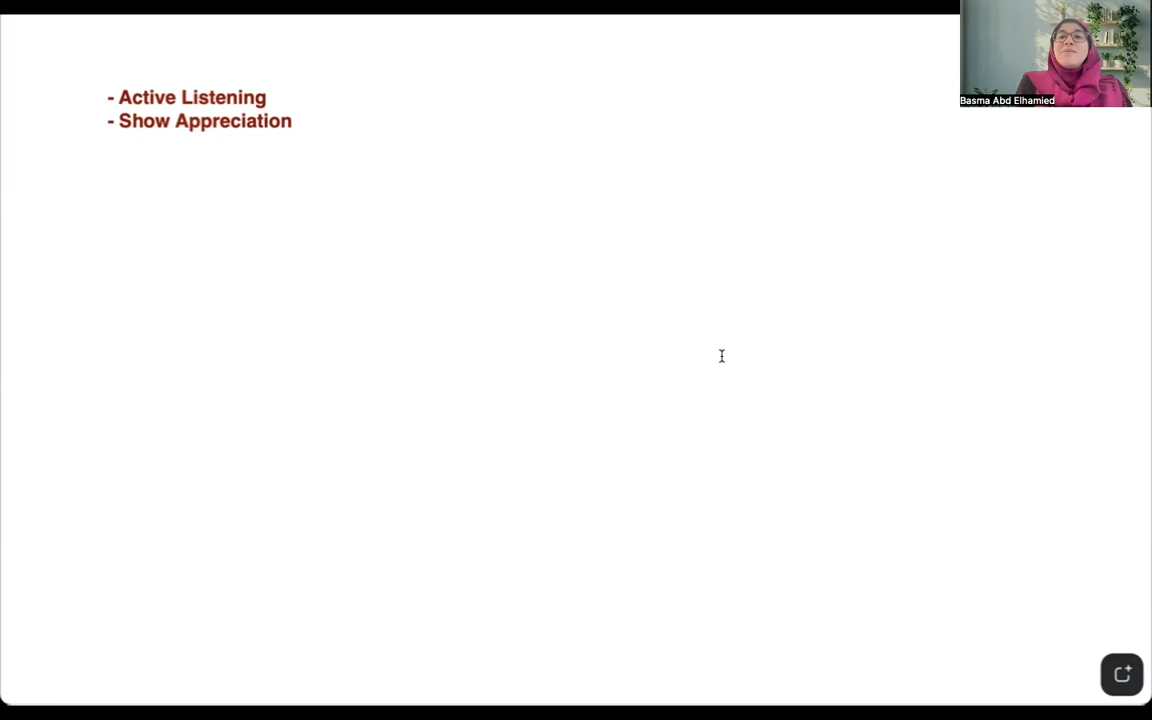 - Active Listening
- Show Appreciation
Basma Abd Elhamied